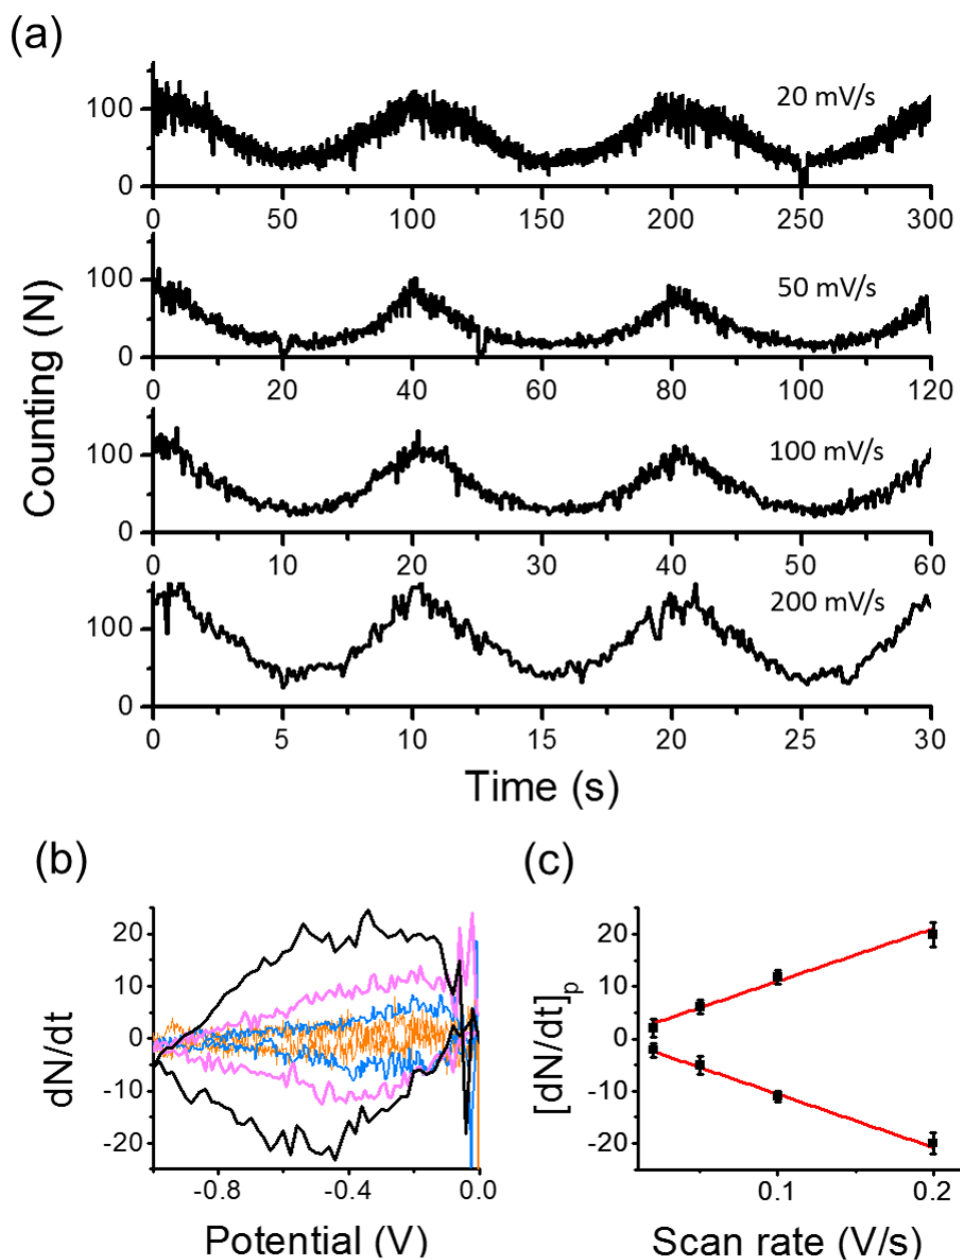 (a)
20 mV/s
100
0
0 50 100 150 200 250 300
50 mV/s
100
0
0 20 40 60 80 100 120
100 mV/s
100
0
0 10 20 30 40 50 60
200 mV/s
100
0
0 5 10 15 20 25 30
Counting (N)
Time (s)
(b)
20
10
0
-10
-20
dN/dt
-0.8 -0.4 0.0
Potential (V)
(c)
20
10
0
-10
-20
[dN/dt]p
0.1 0.2
Scan rate (V/s)